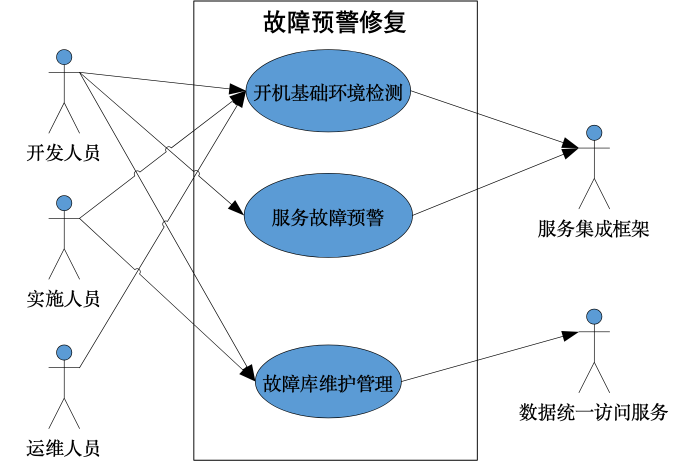 故障预警修复
开机基础环境检测
开发人员
服务故障预警
服务集成框架
实施人员
故障库维护管理
数据统一访问服务
运维人员